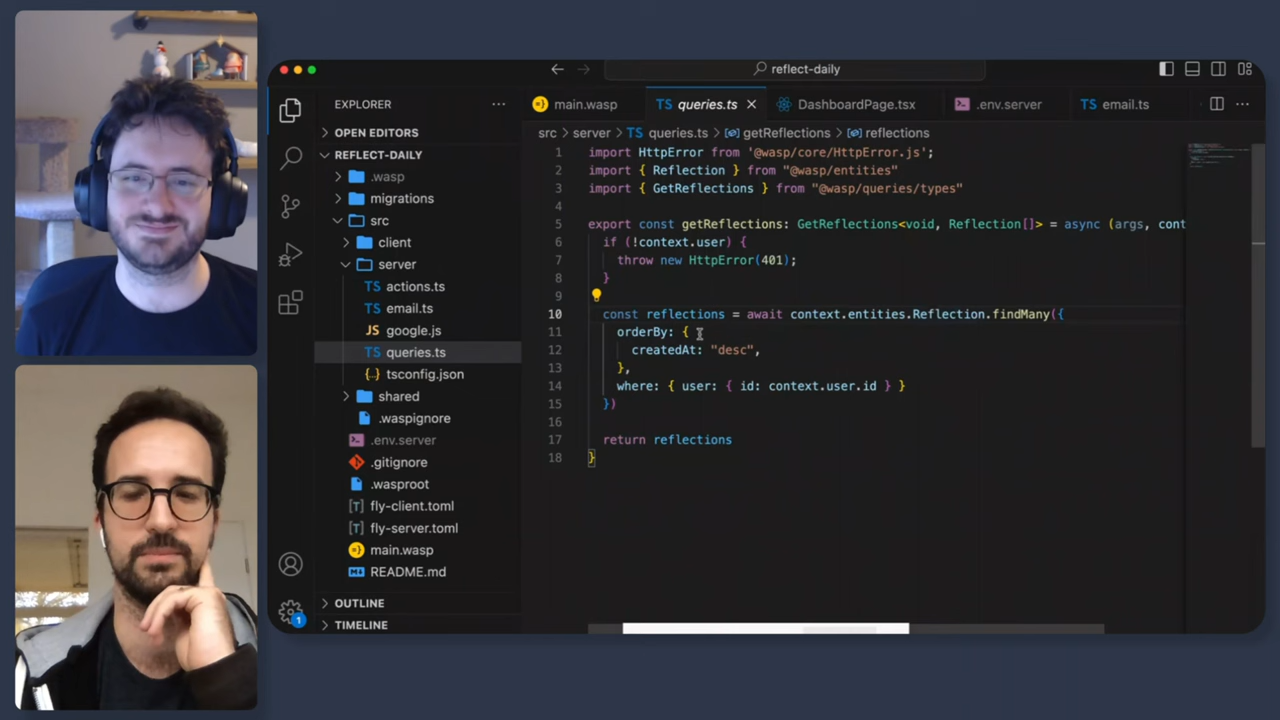 reflect-daily
EXPLORER
OPEN EDITORS
REFLECT-DAILY
.wasp
migrations
src
client
server
actions.ts
email.ts
google.js
queries.ts
tsconfig.json
shared
.waspignore
.env.server
.gitignore
.wasproot
fly-client.toml
fly-server.toml
main.wasp
README.md
OUTLINE
TIMELINE
1
main.wasp
TS queries.ts
DashboardPage.tsx
.env.server
TS email.ts
src > server > TS queries.ts > getReflections > reflections
1 import HttpError from '@wasp/core/HttpError.js';
2 import { Reflection } from "@wasp/entities"
3 import { GetReflections } from "@wasp/queries/types"
4
5 export const getReflections: GetReflections<void, Reflection[]> = async (args, cont
6 if (!context.user) {
7 throw new HttpError(401);
8 }
9
10 const reflections = await context.entities.Reflection.findMany({
11 orderBy: {
12 createdAt: "desc",
13 },
14 where: { user: { id: context.user.id } }
15 })
16
17 return reflections
18 }